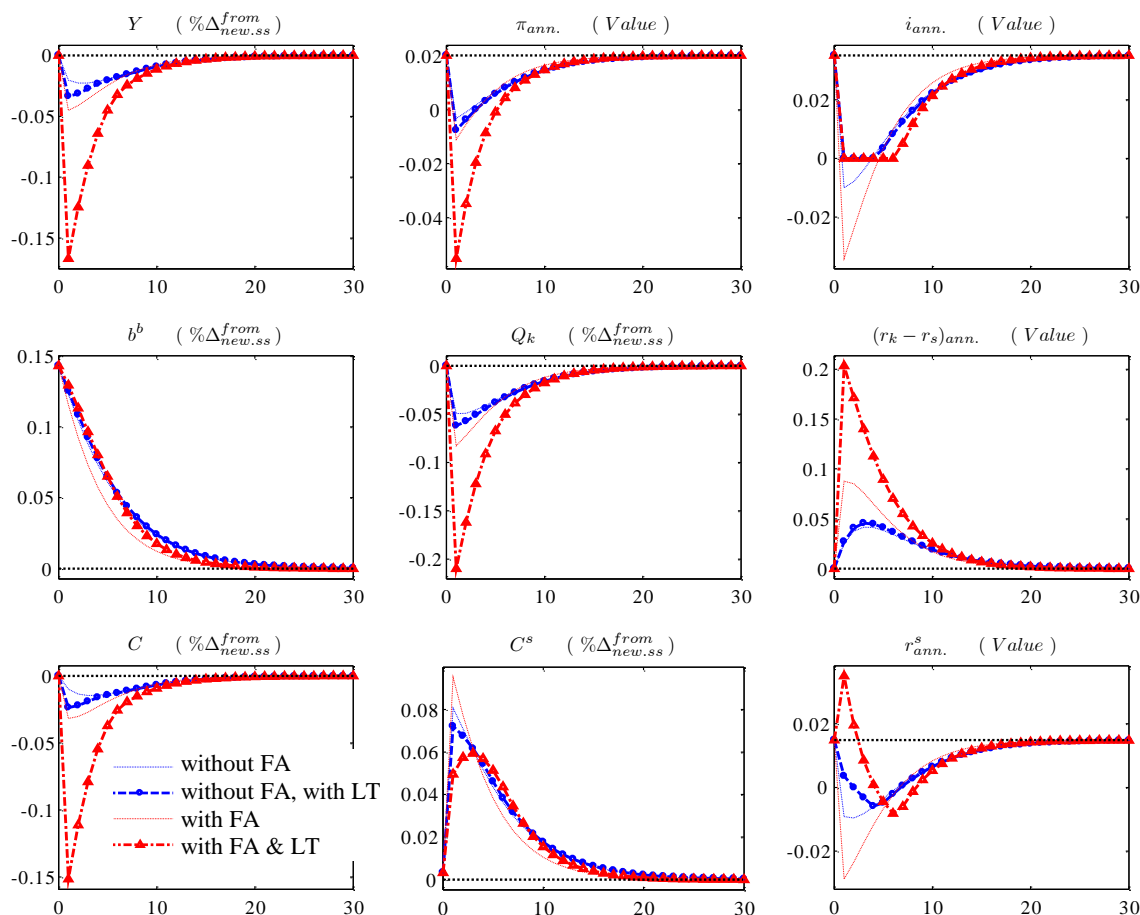 Y ( %Δ^{from}_{new.ss} )
π_{ann.} ( Value )
i_{ann.} ( Value )
0
-0.05
-0.1
-0.15
0 10 20 30
0.02
0
-0.02
-0.04
0 10 20 30
0.02
0
-0.02
0 10 20 30
b^b ( %Δ^{from}_{new.ss} )
Q_k ( %Δ^{from}_{new.ss} )
(r_k − r_s)_{ann.} ( Value )
0.15
0.1
0.05
0
0 10 20 30
0
-0.05
-0.1
-0.15
-0.2
0 10 20 30
0.2
0.15
0.1
0.05
0
0 10 20 30
C ( %Δ^{from}_{new.ss} )
C^s ( %Δ^{from}_{new.ss} )
r^s_{ann.} ( Value )
0
-0.05
-0.1
-0.15
without FA
without FA, with LT
with FA
with FA & LT
0 10 20 30
0.08
0.06
0.04
0.02
0
0 10 20 30
0.02
0
-0.02
0 10 20 30